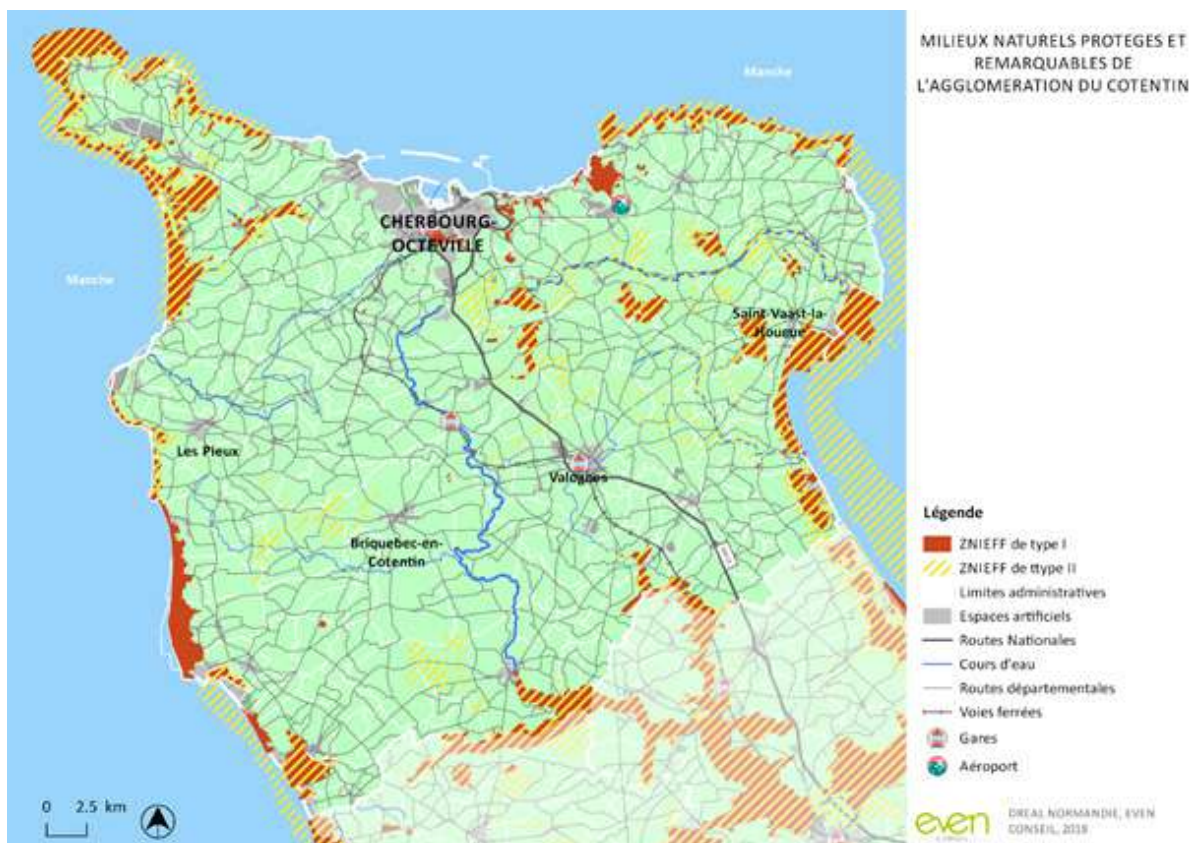 MILIEUX NATURELS PROTEGES ET
REMARQUABLES DE
L'AGGLOMERATION DU COTENTIN
Manche
Manche
CHERBOURG-
OCTEVILLE
Saint-Vaast-la-
Hougue
Les Pieux
Valognes
Briquebec-en-
Cotentin
0 2.5 km
Légende
ZNIEFF de type I
ZNIEFF de ttype II
Limites administratives
Espaces artificiels
Routes Nationales
Cours d'eau
Routes départementales
Voies ferrées
Gares
Aéroport
even
DREAL NORMANDIE, EVEN
CONSEIL, 2018